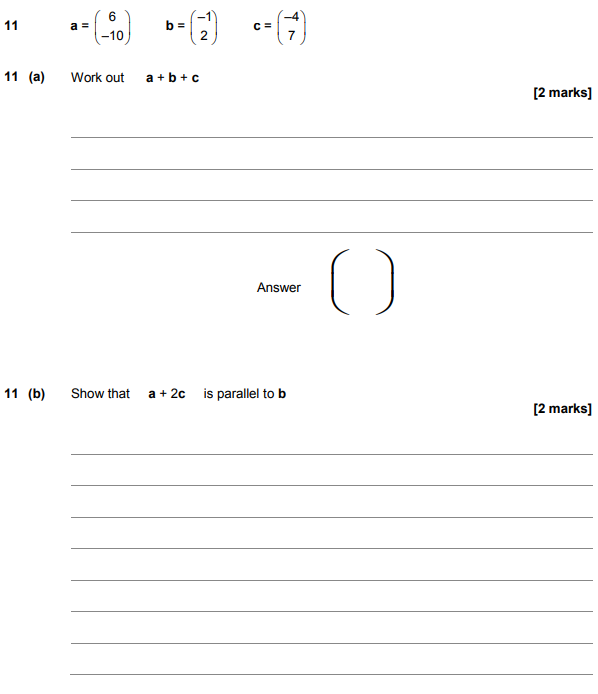 11 a = (6 –10) b = (–1 2) c = (–4 7)
11 (a) Work out a + b + c
[2 marks]
Answer ( )
11 (b) Show that a + 2c is parallel to b
[2 marks]